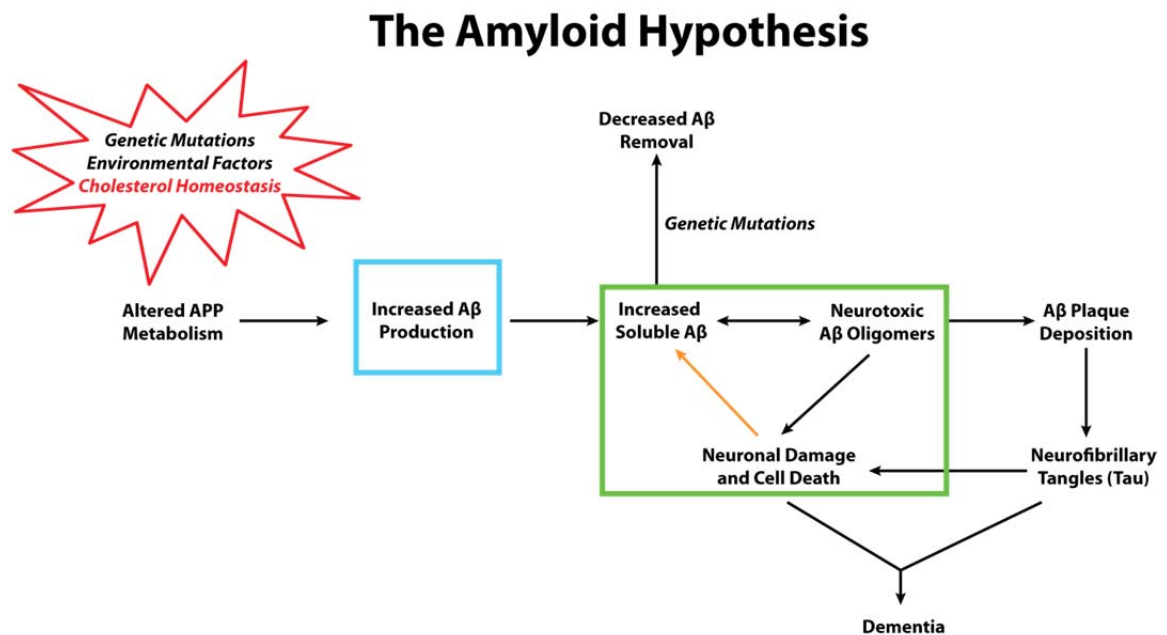 The Amyloid Hypothesis
Genetic Mutations
Environmental Factors
Cholesterol Homeostasis
Decreased Aβ
Removal
Genetic Mutations
Altered APP
Metabolism
Increased Aβ
Production
Increased
Soluble Aβ
Neurotoxic
Aβ Oligomers
Aβ Plaque
Deposition
Neuronal Damage
and Cell Death
Neurofibrillary
Tangles (Tau)
Dementia